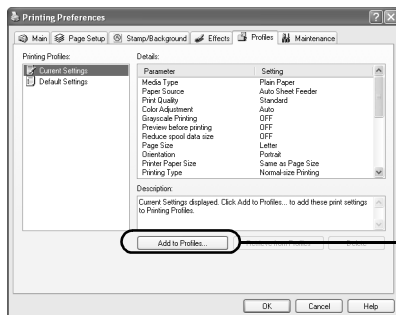 Printing Preferences
Main Page Setup Stamp/Background Effects Profiles Maintenance
Printing Profiles:
Current Settings
Default Settings
Details:
Parameter Setting
Media Type Plain Paper
Paper Source Auto Sheet Feeder
Print Quality Standard
Color Adjustment Auto
Grayscale Printing OFF
Preview before printing OFF
Reduce spool data size OFF
Page Size Letter
Orientation Portrait
Printer Paper Size Same as Page Size
Printing Type Normal-size Printing
Description:
Current Settings displayed. Click Add to Profiles... to add these print settings
to Printing Profiles.
Add to Profiles...
OK Cancel Help